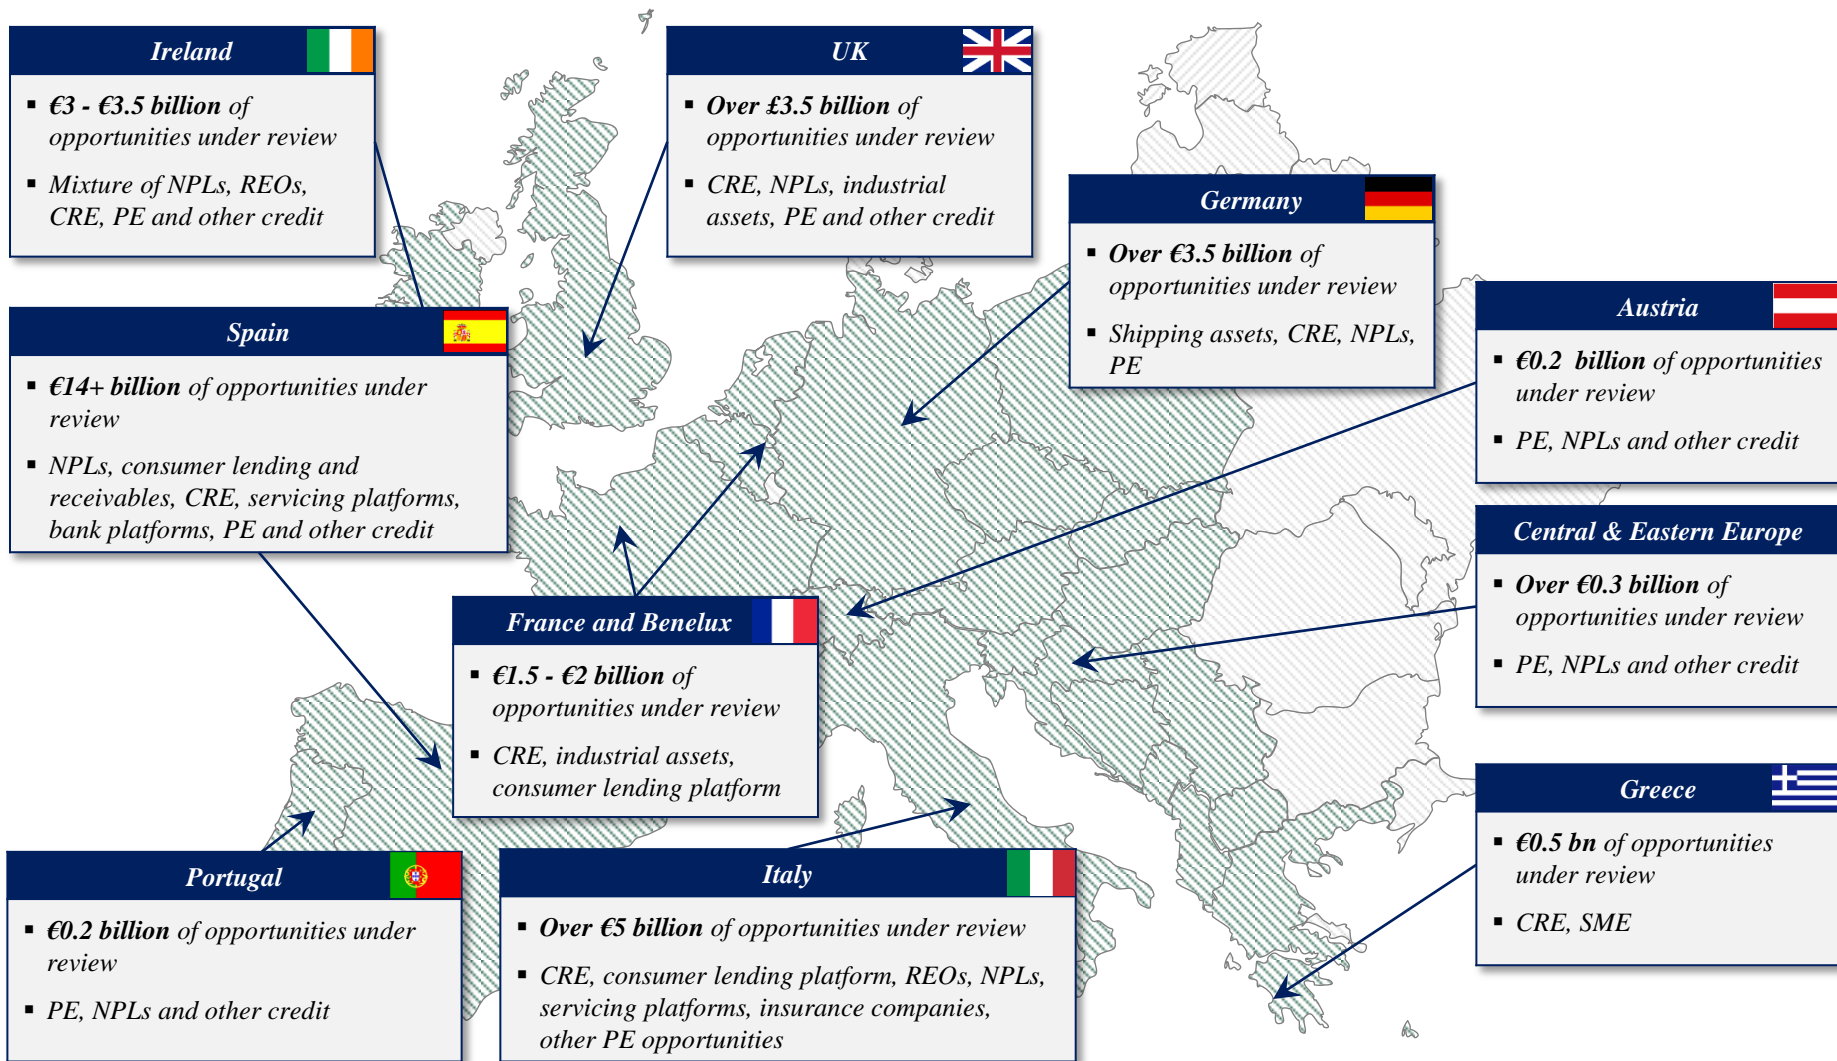 Ireland
▪ €3 - €3.5 billion of
opportunities under review
▪ Mixture of NPLs, REOs,
CRE, PE and other credit
UK
▪ Over £3.5 billion of
opportunities under review
▪ CRE, NPLs, industrial
assets, PE and other credit
Germany
▪ Over €3.5 billion of
opportunities under review
▪ Shipping assets, CRE, NPLs,
PE
Austria
▪ €0.2 billion of opportunities
under review
▪ PE, NPLs and other credit
Spain
▪ €14+ billion of opportunities under
review
▪ NPLs, consumer lending and
receivables, CRE, servicing platforms,
bank platforms, PE and other credit
Central & Eastern Europe
▪ Over €0.3 billion of
opportunities under review
▪ PE, NPLs and other credit
France and Benelux
▪ €1.5 - €2 billion of
opportunities under review
▪ CRE, industrial assets,
consumer lending platform
Greece
▪ €0.5 bn of opportunities
under review
▪ CRE, SME
Portugal
▪ €0.2 billion of opportunities under
review
▪ PE, NPLs and other credit
Italy
▪ Over €5 billion of opportunities under review
▪ CRE, consumer lending platform, REOs, NPLs,
servicing platforms, insurance companies,
other PE opportunities